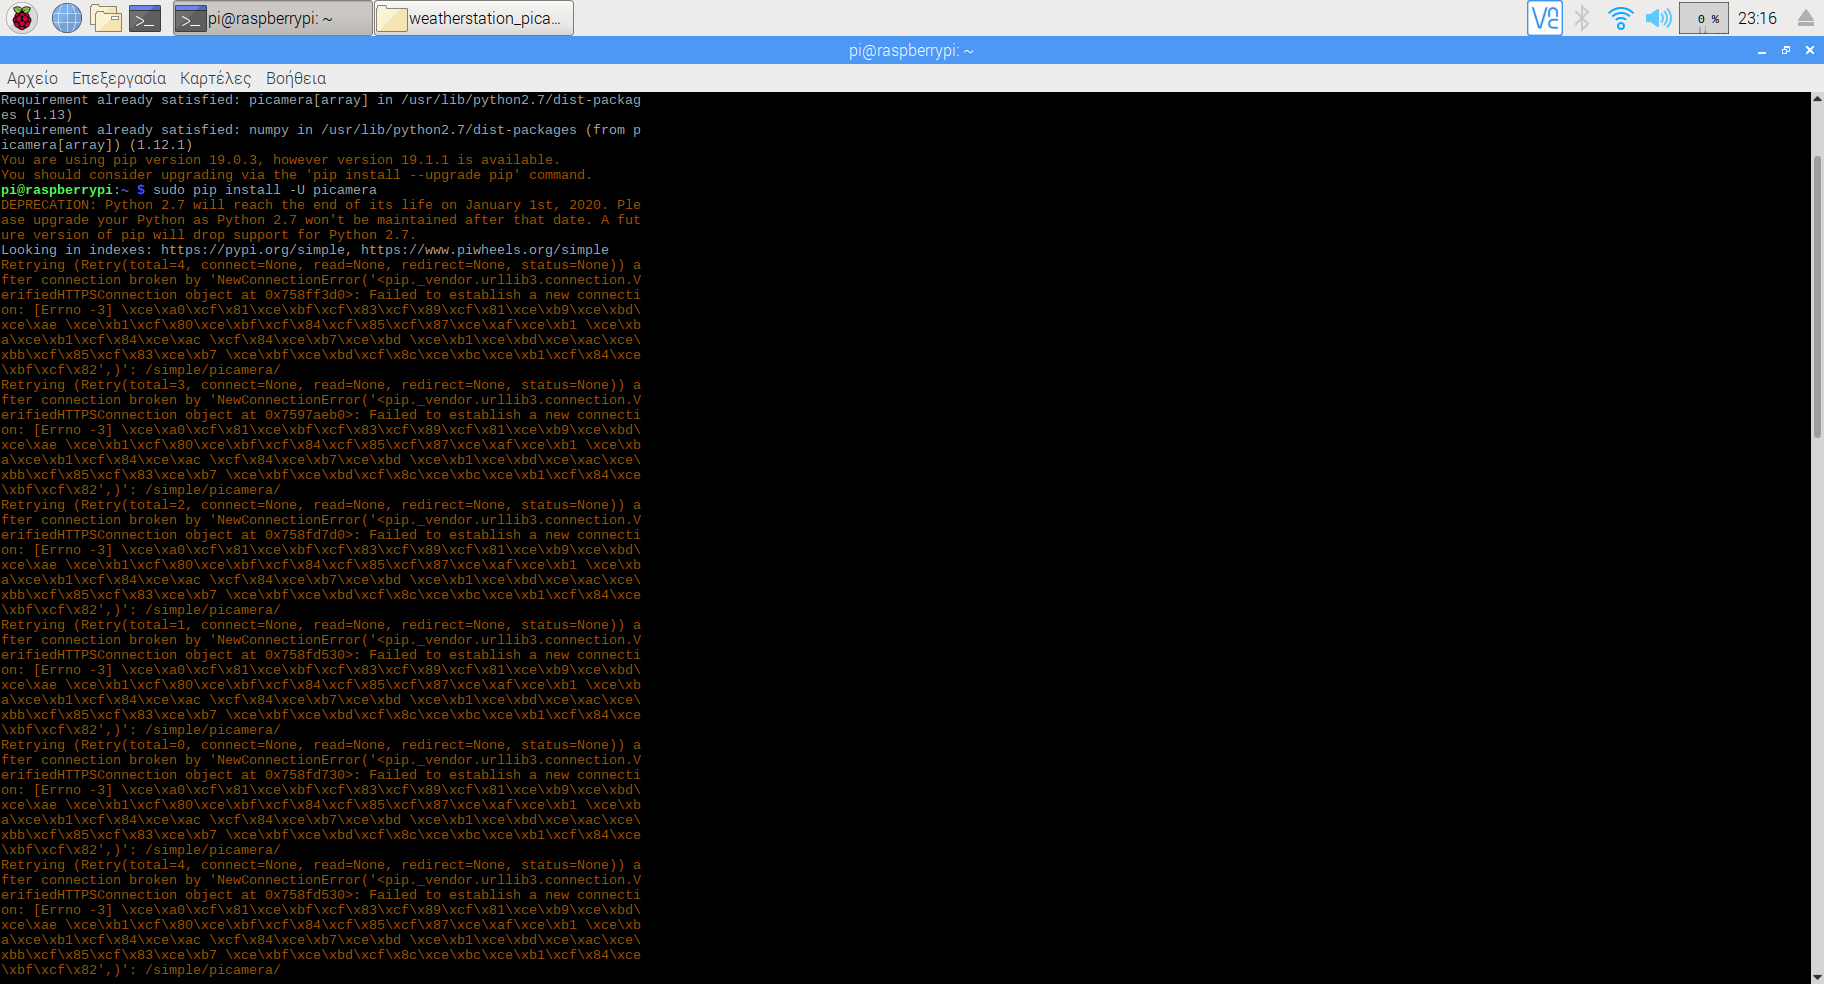 pi@raspberrypi: ~
weatherstation_pica...
0 %
23:16
pi@raspberrypi: ~
Αρχείο Επεξεργασία Καρτέλες Βοήθεια
Requirement already satisfied: picamera[array] in /usr/lib/python2.7/dist-packag
es (1.13)
Requirement already satisfied: numpy in /usr/lib/python2.7/dist-packages (from p
icamera[array]) (1.12.1)
You are using pip version 19.0.3, however version 19.1.1 is available.
You should consider upgrading via the 'pip install --upgrade pip' command.
pi@raspberrypi:~ $ sudo pip install -U picamera
DEPRECATION: Python 2.7 will reach the end of its life on January 1st, 2020. Ple
ase upgrade your Python as Python 2.7 won't be maintained after that date. A fut
ure version of pip will drop support for Python 2.7.
Looking in indexes: https://pypi.org/simple, https://www.piwheels.org/simple
Retrying (Retry(total=4, connect=None, read=None, redirect=None, status=None)) a
fter connection broken by 'NewConnectionError('<pip._vendor.urllib3.connection.V
erifiedHTTPSConnection object at 0x758ff3d0>: Failed to establish a new connecti
on: [Errno -3] \xce\xa0\xcf\x81\xce\xbf\xcf\x83\xcf\x89\xcf\x81\xce\xb9\xce\xbd\
xce\xae \xce\xb1\xcf\x80\xce\xbf\xcf\x84\xcf\x85\xcf\x87\xce\xaf\xce\xb1 \xce\xb
a\xce\xb1\xcf\x84\xce\xac \xcf\x84\xce\xb7\xce\xbd \xce\xb1\xce\xbd\xce\xac\xce\
xbb\xcf\x85\xcf\x83\xce\xb7 \xce\xbf\xce\xbd\xcf\x8c\xce\xbc\xce\xb1\xcf\x84\xce
\xbf\xcf\x82',)': /simple/picamera/
Retrying (Retry(total=3, connect=None, read=None, redirect=None, status=None)) a
fter connection broken by 'NewConnectionError('<pip._vendor.urllib3.connection.V
erifiedHTTPSConnection object at 0x7597aeb0>: Failed to establish a new connecti
on: [Errno -3] \xce\xa0\xcf\x81\xce\xbf\xcf\x83\xcf\x89\xcf\x81\xce\xb9\xce\xbd\
xce\xae \xce\xb1\xcf\x80\xce\xbf\xcf\x84\xcf\x85\xcf\x87\xce\xaf\xce\xb1 \xce\xb
a\xce\xb1\xcf\x84\xce\xac \xcf\x84\xce\xb7\xce\xbd \xce\xb1\xce\xbd\xce\xac\xce\
xbb\xcf\x85\xcf\x83\xce\xb7 \xce\xbf\xce\xbd\xcf\x8c\xce\xbc\xce\xb1\xcf\x84\xce
\xbf\xcf\x82',)': /simple/picamera/
Retrying (Retry(total=2, connect=None, read=None, redirect=None, status=None)) a
fter connection broken by 'NewConnectionError('<pip._vendor.urllib3.connection.V
erifiedHTTPSConnection object at 0x758fd7d0>: Failed to establish a new connecti
on: [Errno -3] \xce\xa0\xcf\x81\xce\xbf\xcf\x83\xcf\x89\xcf\x81\xce\xb9\xce\xbd\
xce\xae \xce\xb1\xcf\x80\xce\xbf\xcf\x84\xcf\x85\xcf\x87\xce\xaf\xce\xb1 \xce\xb
a\xce\xb1\xcf\x84\xce\xac \xcf\x84\xce\xb7\xce\xbd \xce\xb1\xce\xbd\xce\xac\xce\
xbb\xcf\x85\xcf\x83\xce\xb7 \xce\xbf\xce\xbd\xcf\x8c\xce\xbc\xce\xb1\xcf\x84\xce
\xbf\xcf\x82',)': /simple/picamera/
Retrying (Retry(total=1, connect=None, read=None, redirect=None, status=None)) a
fter connection broken by 'NewConnectionError('<pip._vendor.urllib3.connection.V
erifiedHTTPSConnection object at 0x758fd530>: Failed to establish a new connecti
on: [Errno -3] \xce\xa0\xcf\x81\xce\xbf\xcf\x83\xcf\x89\xcf\x81\xce\xb9\xce\xbd\
xce\xae \xce\xb1\xcf\x80\xce\xbf\xcf\x84\xcf\x85\xcf\x87\xce\xaf\xce\xb1 \xce\xb
a\xce\xb1\xcf\x84\xce\xac \xcf\x84\xce\xb7\xce\xbd \xce\xb1\xce\xbd\xce\xac\xce\
xbb\xcf\x85\xcf\x83\xce\xb7 \xce\xbf\xce\xbd\xcf\x8c\xce\xbc\xce\xb1\xcf\x84\xce
\xbf\xcf\x82',)': /simple/picamera/
Retrying (Retry(total=0, connect=None, read=None, redirect=None, status=None)) a
fter connection broken by 'NewConnectionError('<pip._vendor.urllib3.connection.V
erifiedHTTPSConnection object at 0x758fd730>: Failed to establish a new connecti
on: [Errno -3] \xce\xa0\xcf\x81\xce\xbf\xcf\x83\xcf\x89\xcf\x81\xce\xb9\xce\xbd\
xce\xae \xce\xb1\xcf\x80\xce\xbf\xcf\x84\xcf\x85\xcf\x87\xce\xaf\xce\xb1 \xce\xb
a\xce\xb1\xcf\x84\xce\xac \xcf\x84\xce\xb7\xce\xbd \xce\xb1\xce\xbd\xce\xac\xce\
xbb\xcf\x85\xcf\x83\xce\xb7 \xce\xbf\xce\xbd\xcf\x8c\xce\xbc\xce\xb1\xcf\x84\xce
\xbf\xcf\x82',)': /simple/picamera/
Retrying (Retry(total=4, connect=None, read=None, redirect=None, status=None)) a
fter connection broken by 'NewConnectionError('<pip._vendor.urllib3.connection.V
erifiedHTTPSConnection object at 0x758fd530>: Failed to establish a new connecti
on: [Errno -3] \xce\xa0\xcf\x81\xce\xbf\xcf\x83\xcf\x89\xcf\x81\xce\xb9\xce\xbd\
xce\xae \xce\xb1\xcf\x80\xce\xbf\xcf\x84\xcf\x85\xcf\x87\xce\xaf\xce\xb1 \xce\xb
a\xce\xb1\xcf\x84\xce\xac \xcf\x84\xce\xb7\xce\xbd \xce\xb1\xce\xbd\xce\xac\xce\
xbb\xcf\x85\xcf\x83\xce\xb7 \xce\xbf\xce\xbd\xcf\x8c\xce\xbc\xce\xb1\xcf\x84\xce
\xbf\xcf\x82',)': /simple/picamera/